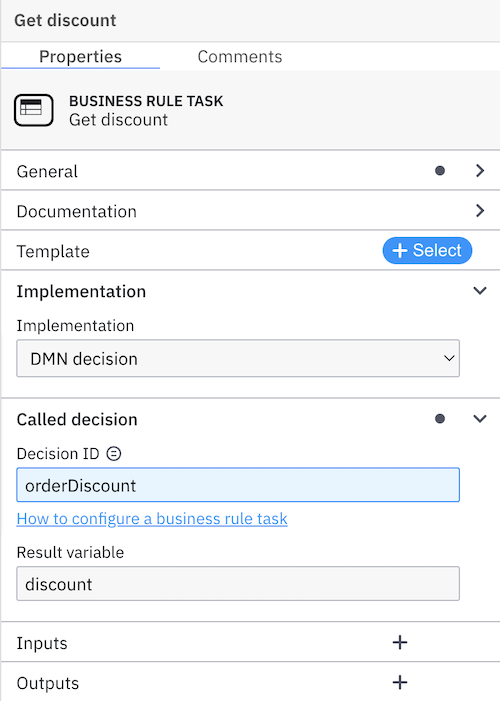 Get discount
Properties Comments
BUSINESS RULE TASK
Get discount
General
Documentation
Template + Select
Implementation
Implementation
DMN decision
Called decision
Decision ID
orderDiscount
How to configure a business rule task
Result variable
discount
Inputs +
Outputs +